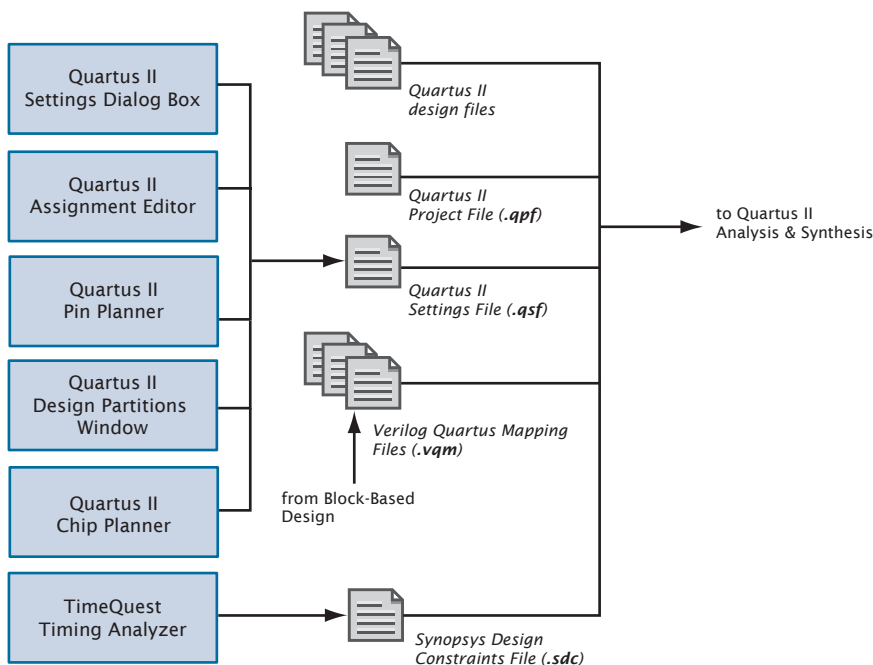 Quartus II
Settings Dialog Box
Quartus II
Assignment Editor
Quartus II
Pin Planner
Quartus II
Design Partitions
Window
Quartus II
Chip Planner
TimeQuest
Timing Analyzer
Quartus II
design files
Quartus II
Project File (.qpf)
Quartus II
Settings File (.qsf)
Verilog Quartus Mapping
Files (.vqm)
from Block-Based
Design
Synopsys Design
Constraints File (.sdc)
to Quartus II
Analysis & Synthesis